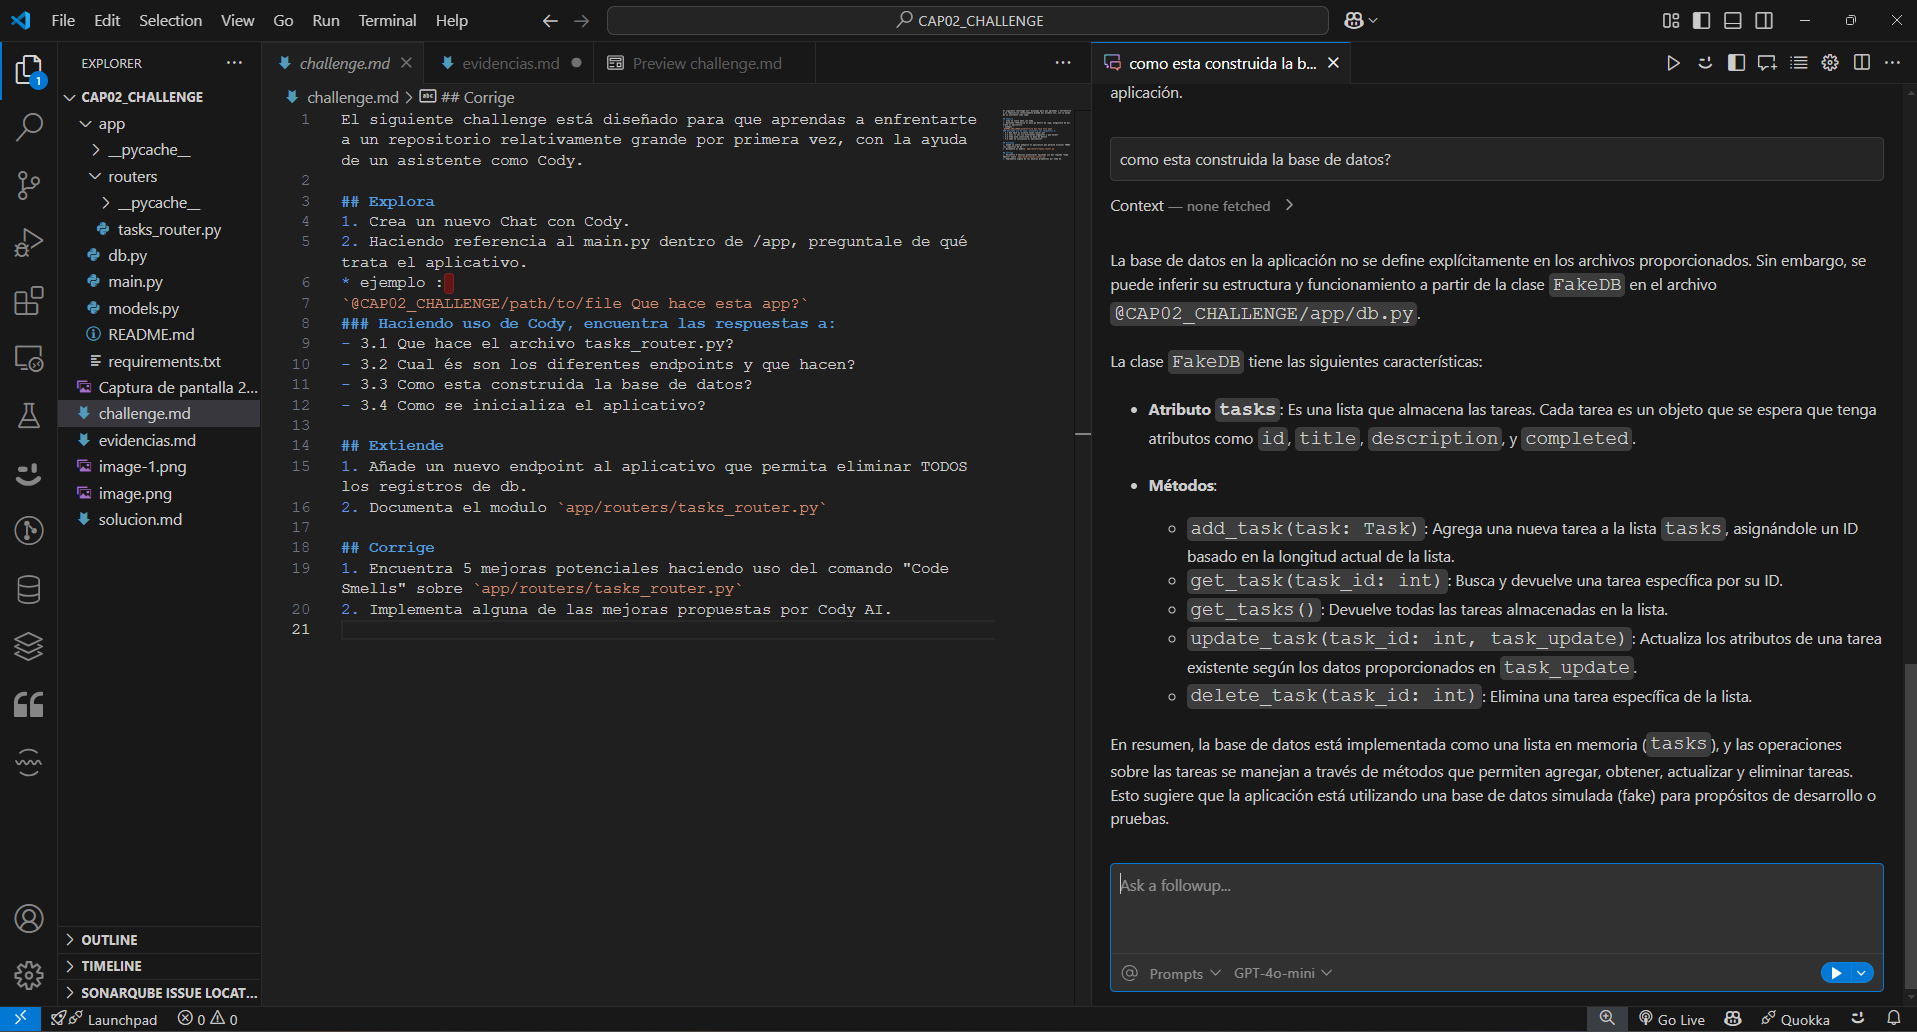 File Edit Selection View Go Run Terminal Help
CAP02_CHALLENGE
EXPLORER
CAP02_CHALLENGE
app
__pycache__
routers
__pycache__
tasks_router.py
db.py
main.py
models.py
README.md
requirements.txt
Captura de pantalla 2...
challenge.md
evidencias.md
image-1.png
image.png
solucion.md
OUTLINE
TIMELINE
SONARQUBE ISSUE LOCAT...
challenge.md
evidencias.md
Preview challenge.md
challenge.md > ## Corrige
1 El siguiente challenge está diseñado para que aprendas a enfrentarte
a un repositorio relativamente grande por primera vez, con la ayuda
de un asistente como Cody.
2
3 ## Explora
4 1. Crea un nuevo Chat con Cody.
5 2. Haciendo referencia al main.py dentro de /app, preguntale de qué
trata el aplicativo.
6 * ejemplo :
7 `@CAP02_CHALLENGE/path/to/file Que hace esta app?`
8 ### Haciendo uso de Cody, encuentra las respuestas a:
9 - 3.1 Que hace el archivo tasks_router.py?
10 - 3.2 Cual és son los diferentes endpoints y que hacen?
11 - 3.3 Como esta construida la base de datos?
12 - 3.4 Como se inicializa el aplicativo?
13
14 ## Extiende
15 1. Añade un nuevo endpoint al aplicativo que permita eliminar TODOS
los registros de db.
16 2. Documenta el modulo `app/routers/tasks_router.py`
17
18 ## Corrige
19 1. Encuentra 5 mejoras potenciales haciendo uso del comando "Code
Smells" sobre `app/routers/tasks_router.py`
20 2. Implementa alguna de las mejoras propuestas por Cody AI.
21
como esta construida la b...
aplicación.
como esta construida la base de datos?
Context — none fetched
La base de datos en la aplicación no se define explícitamente en los archivos proporcionados. Sin embargo, se
puede inferir su estructura y funcionamiento a partir de la clase FakeDB en el archivo
@CAP02_CHALLENGE/app/db.py.
La clase FakeDB tiene las siguientes características:
• Atributo tasks: Es una lista que almacena las tareas. Cada tarea es un objeto que se espera que tenga
atributos como id, title, description, y completed.
• Métodos:
◦ add_task(task: Task): Agrega una nueva tarea a la lista tasks, asignándole un ID
basado en la longitud actual de la lista.
◦ get_task(task_id: int): Busca y devuelve una tarea específica por su ID.
◦ get_tasks(): Devuelve todas las tareas almacenadas en la lista.
◦ update_task(task_id: int, task_update): Actualiza los atributos de una tarea
existente según los datos proporcionados en task_update.
◦ delete_task(task_id: int): Elimina una tarea específica de la lista.
En resumen, la base de datos está implementada como una lista en memoria (tasks), y las operaciones
sobre las tareas se manejan a través de métodos que permiten agregar, obtener, actualizar y eliminar tareas.
Esto sugiere que la aplicación está utilizando una base de datos simulada (fake) para propósitos de desarrollo o
pruebas.
Ask a followup...
@ Prompts GPT-4o-mini
1
Launchpad 0 0
Go Live Quokka